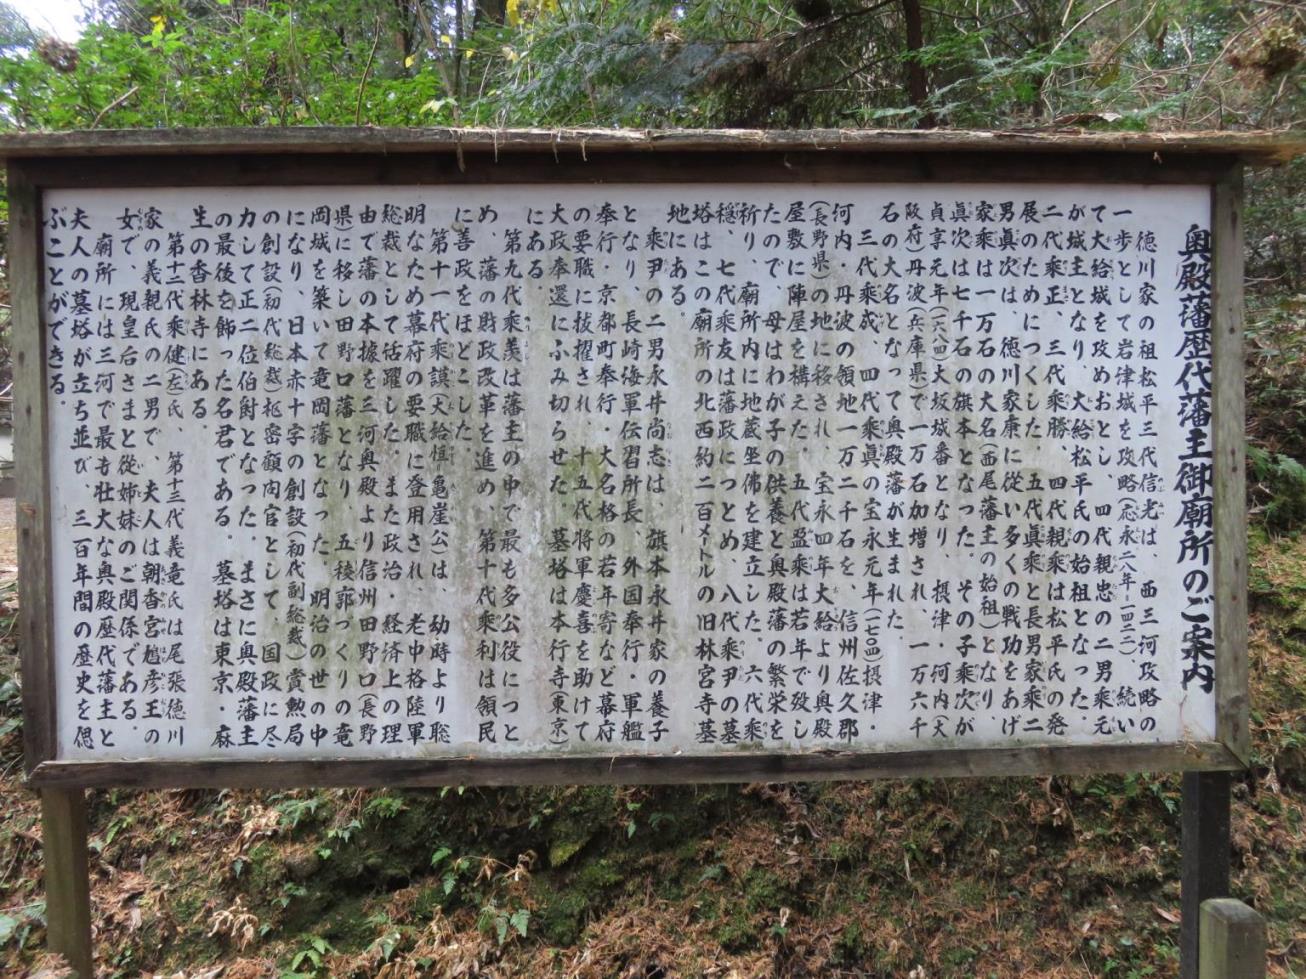 奥殿藩歴代藩主御廟所のご案内
徳川家の祖松平三代信光は、西三河攻略の
一歩として岩津城を攻略(応永二八年一四二一)、続い
て大給城を攻めおとし、四代親忠の二男乗元
が城主となり、大給松平氏の始祖となった。
二代乗正、三代乗勝、四代親乗は松平氏の発
展のためにつくした。五代真乗の戦功をあげ
男眞次は、徳川家康に從い多くの
家乗は一万石の大名(西尾藩主の始祖)となり、二
眞次は七千石の旗本となった。その子乗次が
貞享元年(一六八四)大坂城番となり、摂津・河内(大
阪府)丹波(兵庫県)で一万石加増され、一万六千
石の大名となって奥殿藩が生まれた。
三代乗成、四代乗真の宝永元年(一七〇四)摂津・
河内・丹波の領地一万二千石を、信州佐久郡
(長野県)の地に移され、宝永四年大給より奥殿
屋敷に陣屋を構えた。五代盈乗は若年で歿し
たので、母はわが子の供養と奥殿藩の繁栄を
祈り、廟所内に地蔵坐佛を建立した。六代乗
穏、七代乗友は藩政につとめ、八代乗尹の墓
塔はこの廟所の北西約二百メートルの旧林宮寺墓
地にある。
乗尹の二男永井尚志は、旗本永井家の養子
となり、長崎海軍伝習所長、外国奉行・軍艦
奉行・京都町奉行・大名格の若年寄など幕府
の要職に抜擢され、十五代将軍慶喜を助けて
大政奉還にふみ切らせた。墓塔は本行寺(東京)
にある。
第九代乗羨は藩主の中で最も多く公役につと
め、藩の財政改革を進め、第十代乗利は領民
に善政をほどこした。
第十一代乗謨(大給恒・亀崖公)は、幼時より聡
明なため幕府の要職に登用され、老中格・陸軍
総裁として活躍した。また政治・経済上の理
由で藩の本據を三河奥殿より信州田野口(長野
県)に移し田野口藩となり、五稜郭づくりの竜
岡城を築いて竜岡藩となった。明治の世の中
になり、日本赤十字の創設(初代副総裁)賞勲局
の創設(初代総裁)枢密顧問官として、国政に尽
力して正二位伯爵となった。まさに奥殿藩主
の最後を飾った名君である。墓塔は東京・麻
生の香林寺にある。
第十二代乗健(左)氏、第十三代義竜氏は尾張徳川
家の義親氏の二男で、夫人は朝香宮鳩彦王の
女で、現皇后さまと從姉妹のご関係である。
廟所には三河で最も壮大な奥殿歴代藩主と
夫人の墓塔が立ち並び、三百年間の歴史を偲
ぶことができる。